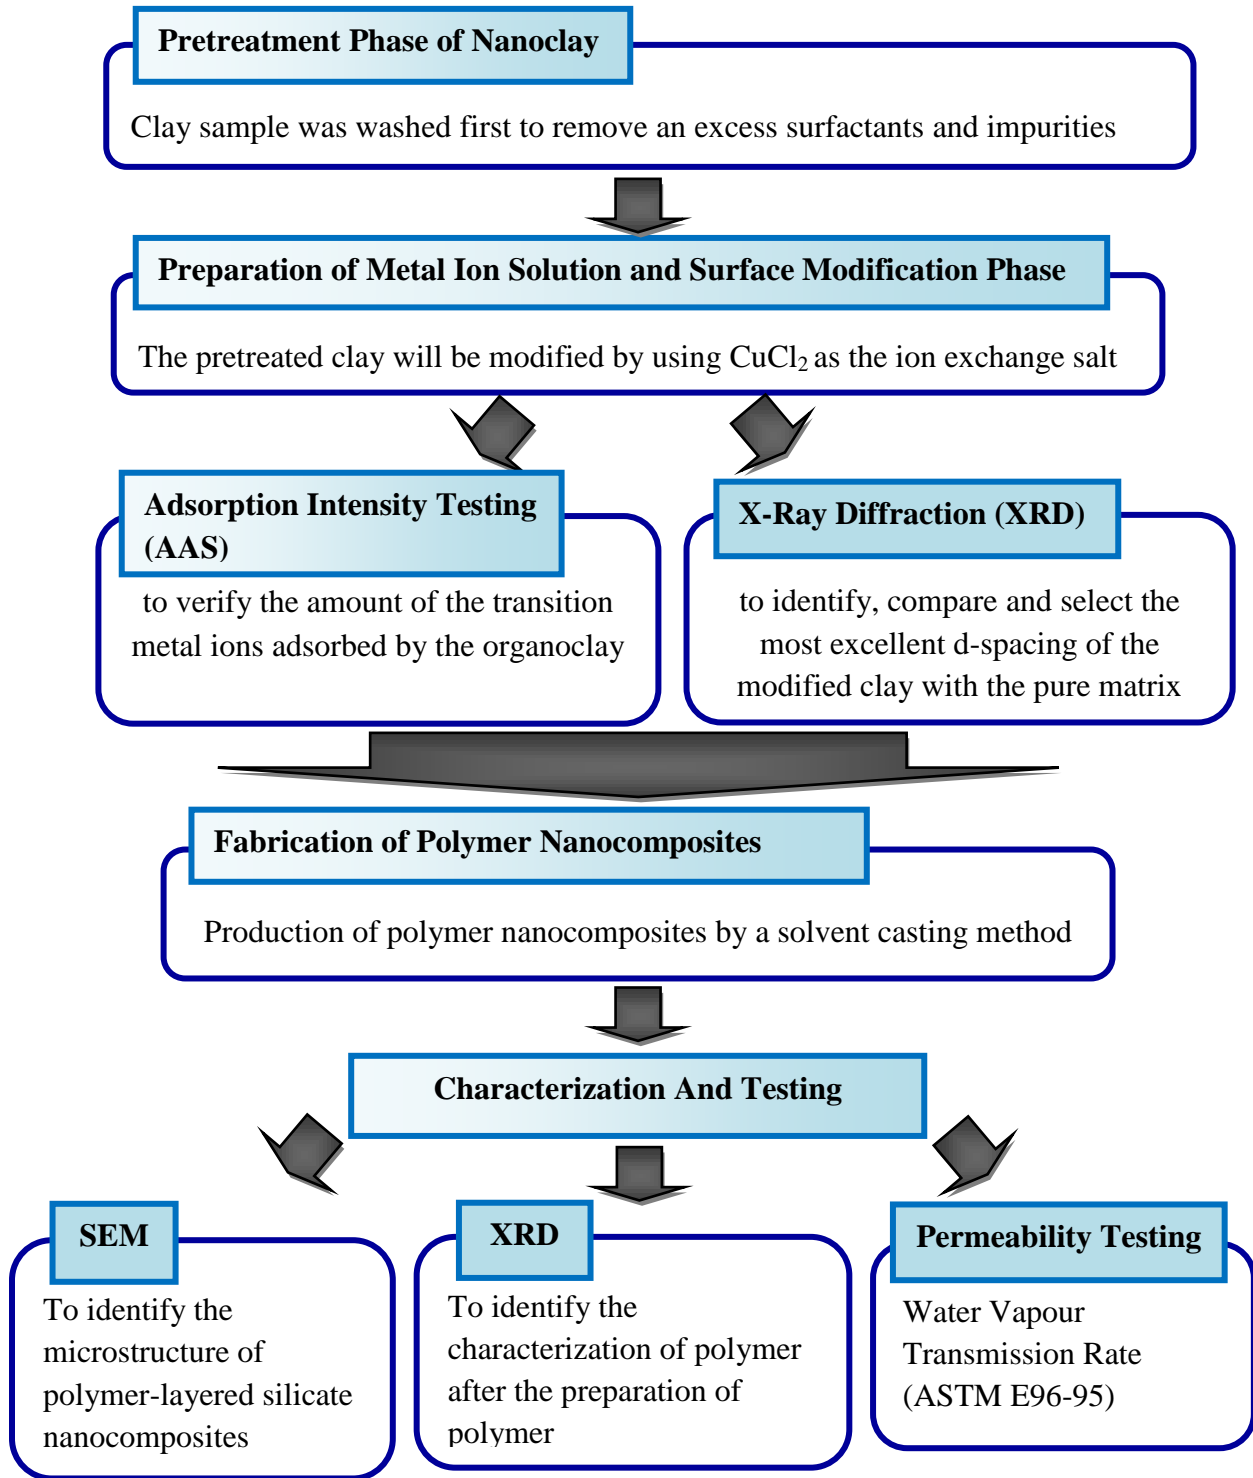 Pretreatment Phase of Nanoclay
Clay sample was washed first to remove an excess surfactants and impurities
Preparation of Metal Ion Solution and Surface Modification Phase
The pretreated clay will be modified by using CuCl₂ as the ion exchange salt
Adsorption Intensity Testing
(AAS)
to verify the amount of the transition
metal ions adsorbed by the organoclay
X-Ray Diffraction (XRD)
to identify, compare and select the
most excellent d-spacing of the
modified clay with the pure matrix
Fabrication of Polymer Nanocomposites
Production of polymer nanocomposites by a solvent casting method
Characterization And Testing
SEM
To identify the
microstructure of
polymer-layered silicate
nanocomposites
XRD
To identify the
characterization of polymer
after the preparation of
polymer
Permeability Testing
Water Vapour
Transmission Rate
(ASTM E96-95)